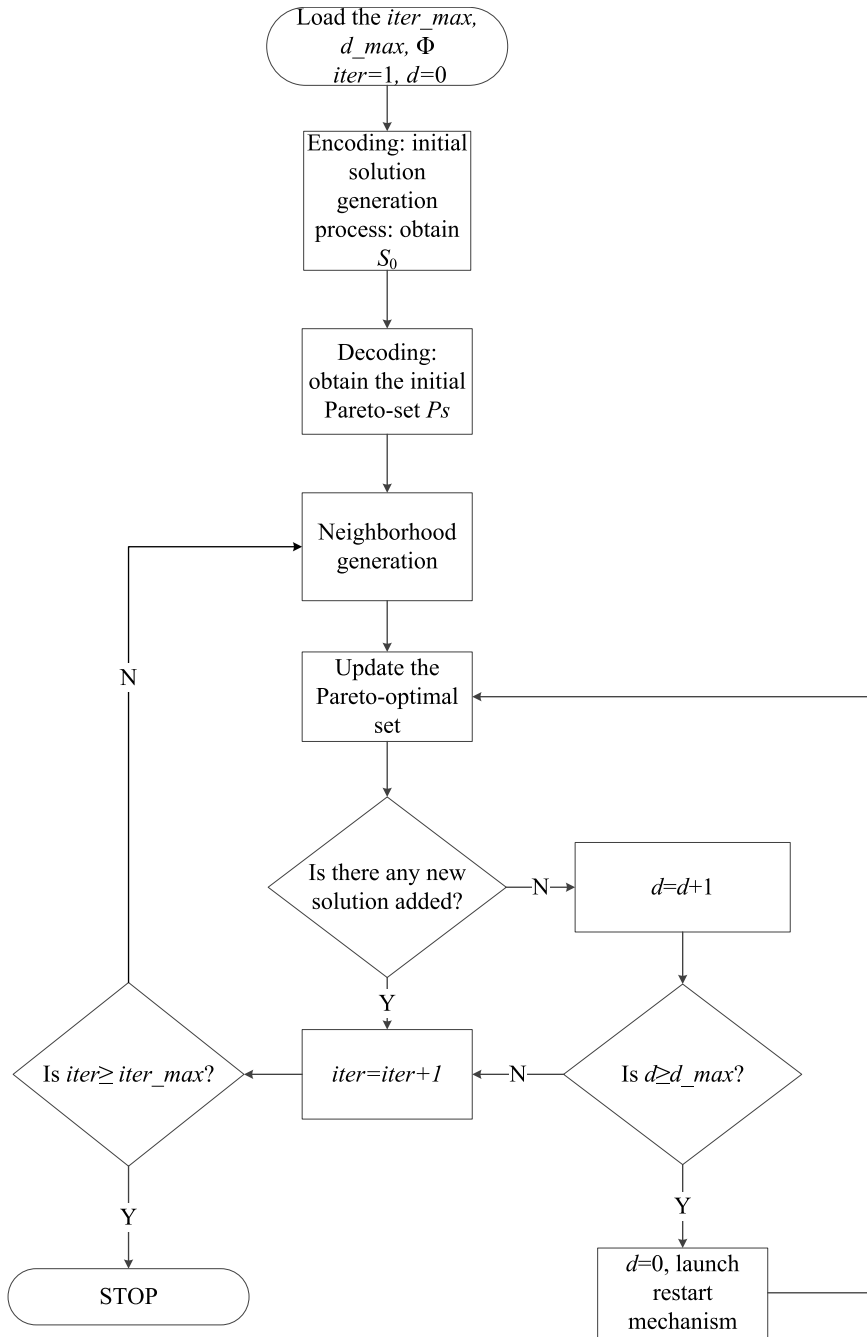 Load the iter_max,
d_max, Φ
iter=1, d=0
Encoding: initial
solution
generation
process: obtain
S0
Decoding:
obtain the initial
Pareto-set Ps
Neighborhood
generation
N
Update the
Pareto-optimal
set
Is there any new
solution added?
N
d=d+1
Y
Is iter≥ iter_max?
iter=iter+1
N
Is d≥d_max?
Y
Y
STOP
d=0, launch
restart
mechanism